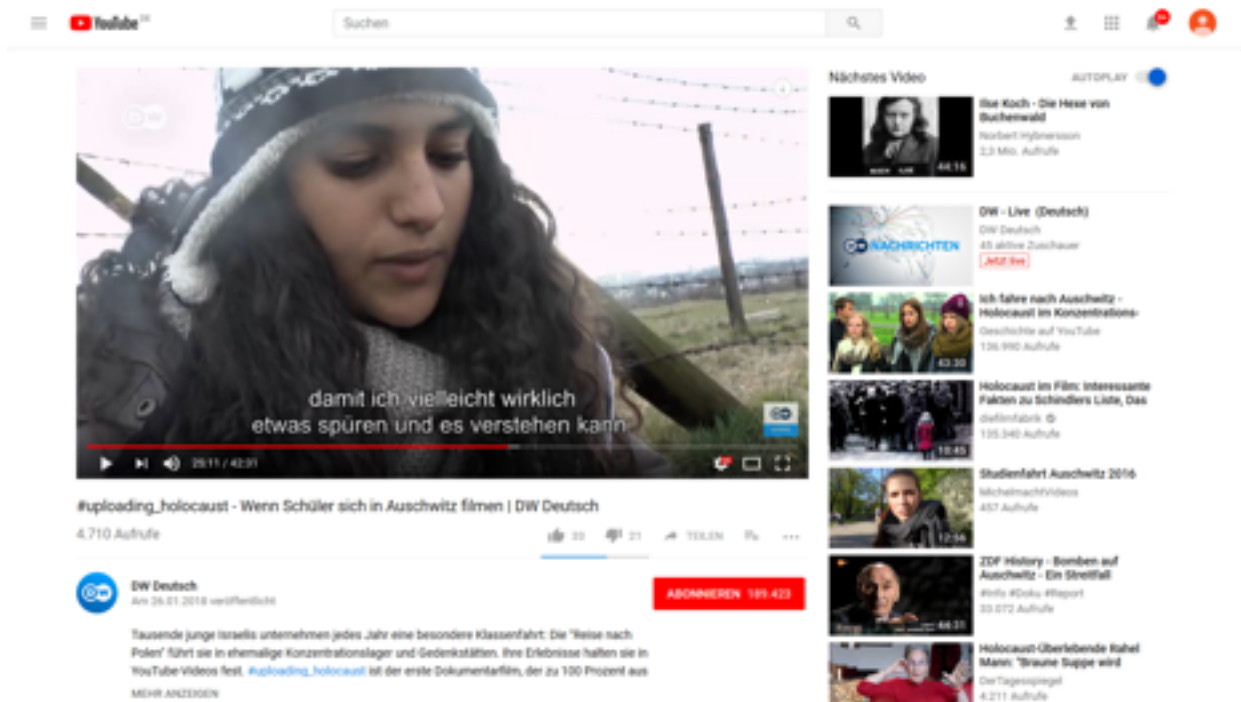 YouTube DE
Suchen
DW
damit ich vielleicht wirklich
etwas spüren und es verstehen kann
25:11 / 42:31
#uploading_holocaust - Wenn Schüler sich in Auschwitz filmen | DW Deutsch
4.710 Aufrufe
33
21
TEILEN
DW Deutsch
Am 26.01.2018 veröffentlicht
ABONNIEREN 189.423
Tausende junge Israelis unternehmen jedes Jahr eine besondere Klassenfahrt: Die "Reise nach
Polen" führt sie in ehemalige Konzentrationslager und Gedenkstätten. Ihre Erlebnisse halten sie in
YouTube-Videos fest. #uploading_holocaust ist der erste Dokumentarfilm, der zu 100 Prozent aus
MEHR ANZEIGEN
Nächstes Video
AUTOPLAY
Ilse Koch - Die Hexe von
Buchenwald
Norbert Hybnersson
2,3 Mio. Aufrufe
44:16
DW - Live (Deutsch)
DW Deutsch
45 aktive Zuschauer
Jetzt live
DW NACHRICHTEN
Ich fahre nach Auschwitz -
Holocaust im Konzentrations-
Geschichte auf YouTube
136.990 Aufrufe
43:30
Holocaust im Film: Interessante
Fakten zu Schindlers Liste, Das
diefilmfabrik
135.340 Aufrufe
10:45
Studienfahrt Auschwitz 2016
MichelmachtVideos
457 Aufrufe
12:56
ZDF History - Bomben auf
Auschwitz - Ein Streitfall
#Info #Doku #Report
33.072 Aufrufe
44:31
Holocaust-Überlebende Rahel
Mann: "Braune Suppe wird
DerTagesspiegel
4.211 Aufrufe